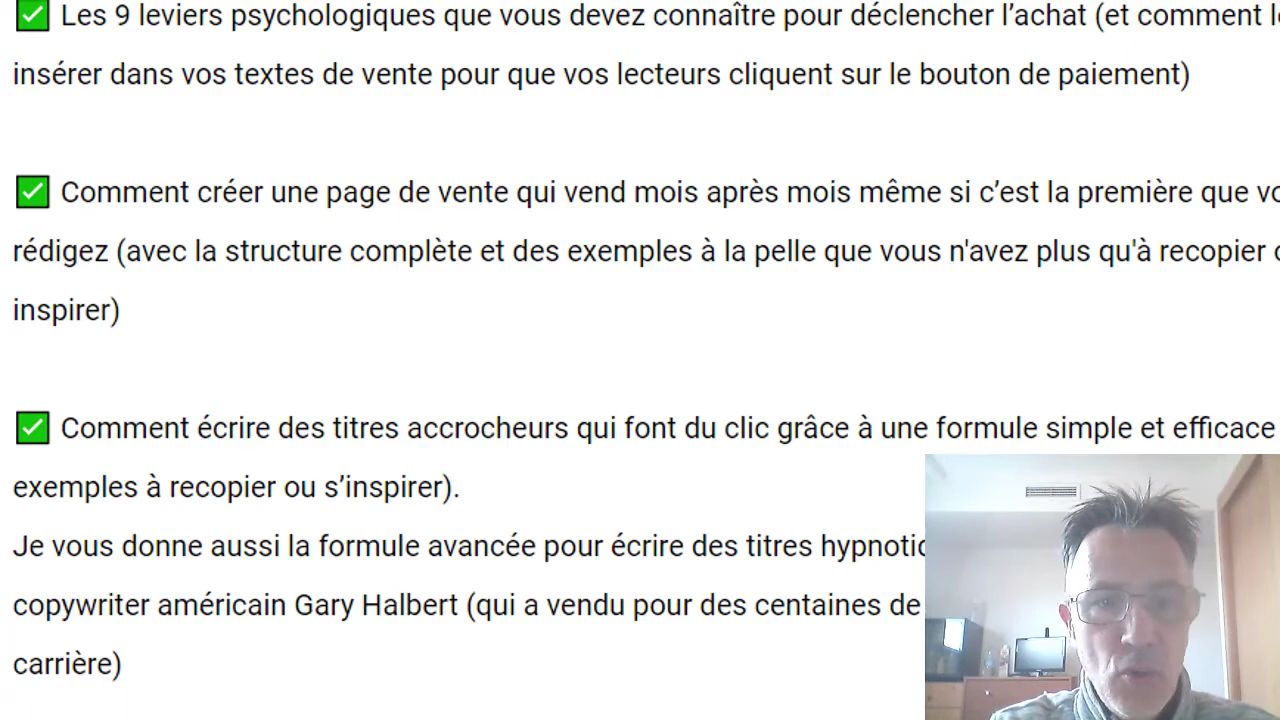 ✅ Les 9 leviers psychologiques que vous devez connaître pour déclencher l’achat (et comment
insérer dans vos textes de vente pour que vos lecteurs cliquent sur le bouton de paiement)
✅ Comment créer une page de vente qui vend mois après mois même si c’est la première que
rédigez (avec la structure complète et des exemples à la pelle que vous n'avez plus qu'à recopier
inspirer)
✅ Comment écrire des titres accrocheurs qui font du clic grâce à une formule simple et efficace
exemples à recopier ou s’inspirer).
Je vous donne aussi la formule avancée pour écrire des titres
copywriter américain Gary Halbert (qui a vendu pour des centaines de
carrière)